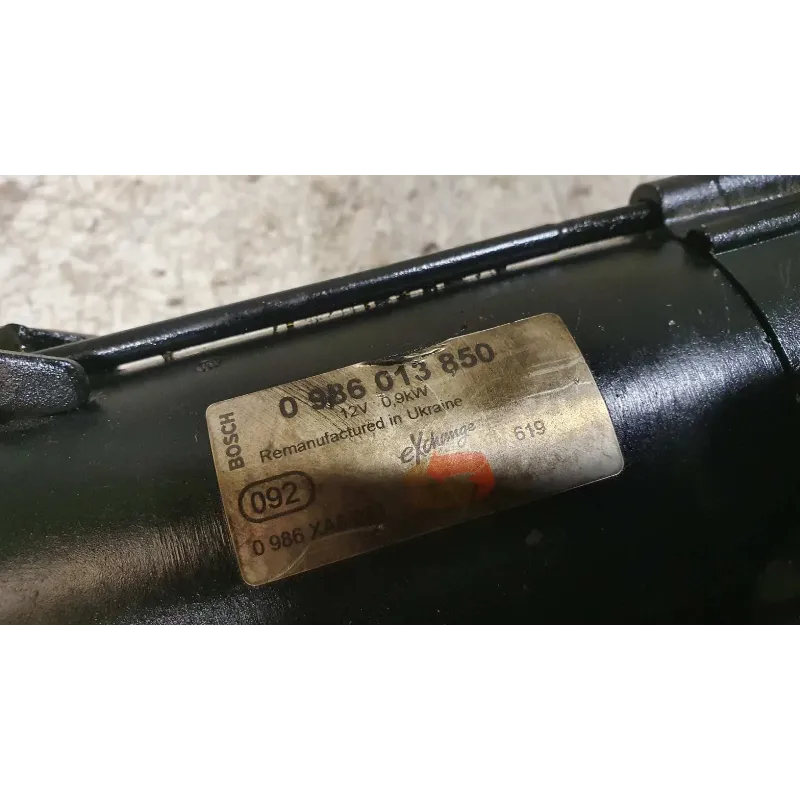 BOSCH
0 986 013 850
12V 0,9kW
Remanufactured in Ukraine
eXchange 619
092
0 986